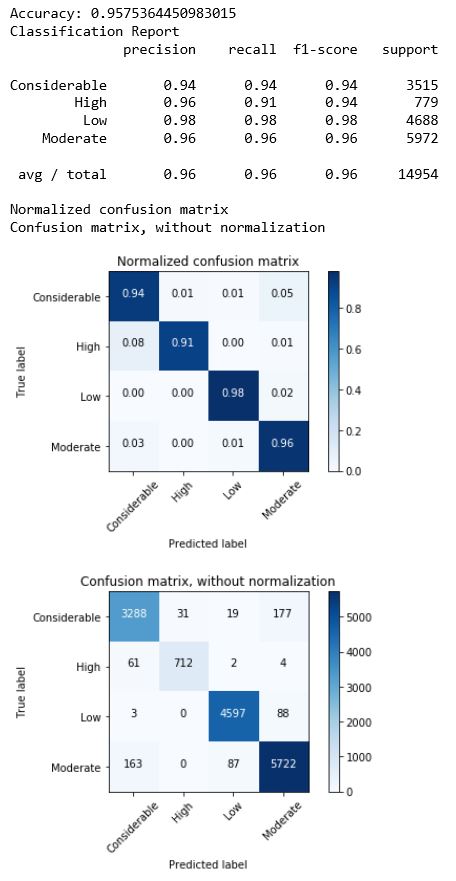 Accuracy: 0.9575364450983015
Classification Report
precision recall f1-score support
Considerable 0.94 0.94 0.94 3515
High 0.96 0.91 0.94 779
Low 0.98 0.98 0.98 4688
Moderate 0.96 0.96 0.96 5972
avg / total 0.96 0.96 0.96 14954
Normalized confusion matrix
Confusion matrix, without normalization
Normalized confusion matrix
Considerable 0.94 0.01 0.01 0.05
High 0.08 0.91 0.00 0.01
Low 0.00 0.00 0.98 0.02
Moderate 0.03 0.00 0.01 0.96
True label
Considerable High Low Moderate
Predicted label
0.8
0.6
0.4
0.2
0.0
Confusion matrix, without normalization
Considerable 3288 31 19 177
High 61 712 2 4
Low 3 0 4597 88
Moderate 163 0 87 5722
True label
Considerable High Low Moderate
Predicted label
5000
4000
3000
2000
1000
0